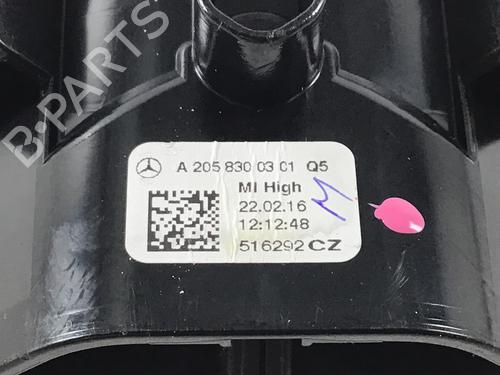 B-PARTS
A 205 830 03 01 Q5
MI High
22.02.16
12:12:48
516292 CZ
M